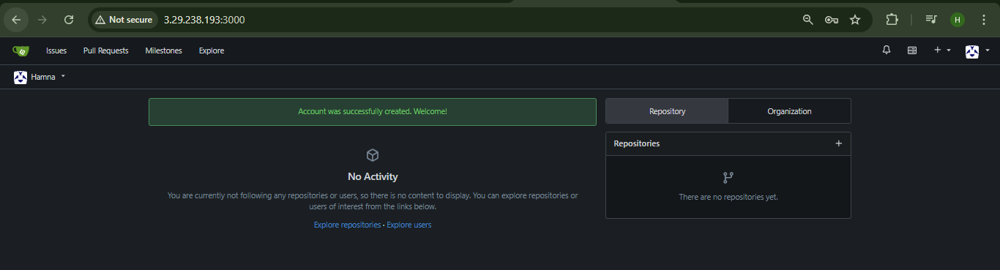 Not secure 3.29.238.193:3000 H
Issues Pull Requests Milestones Explore
Hamna
Account was successfully created. Welcome!
Repository Organization
Repositories
No Activity
You are currently not following any repositories or users, so there is no content to display. You can explore repositories or
users of interest from the links below.
Explore repositories · Explore users
There are no repositories yet.